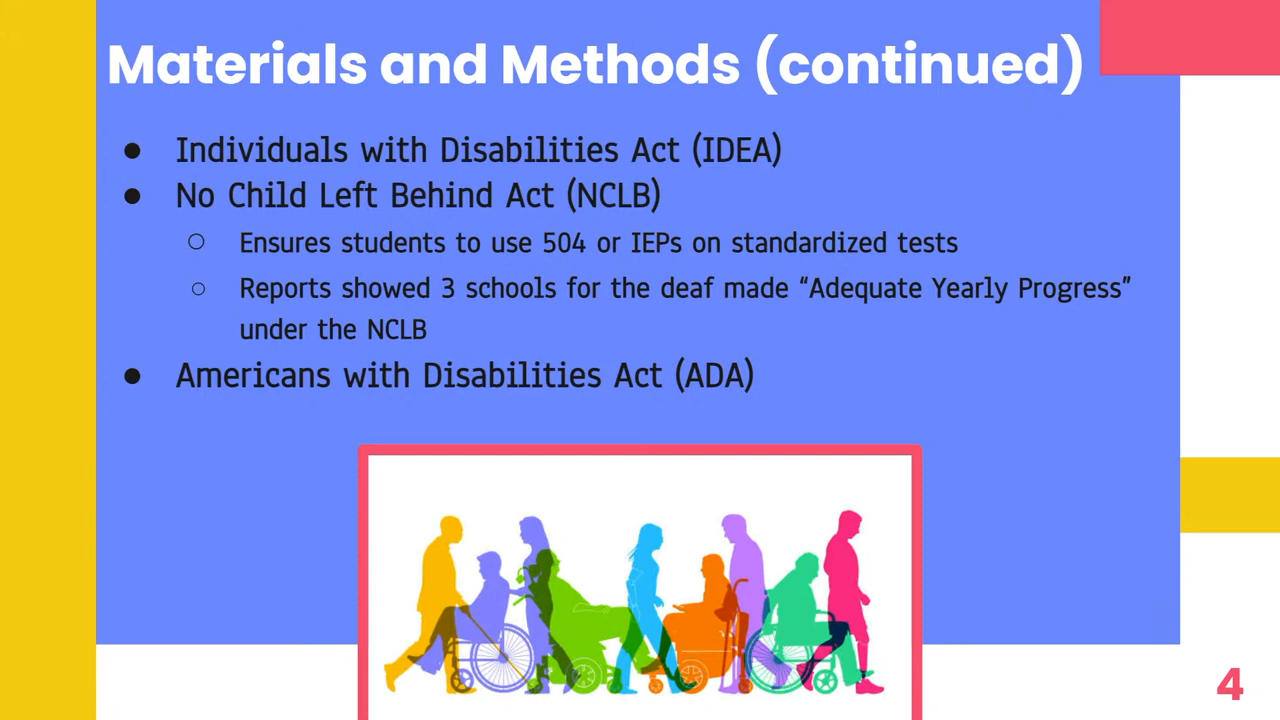 Materials and Methods (continued)
● Individuals with Disabilities Act (IDEA)
● No Child Left Behind Act (NCLB)
○ Ensures students to use 504 or IEPs on standardized tests
○ Reports showed 3 schools for the deaf made “Adequate Yearly Progress”
under the NCLB
● Americans with Disabilities Act (ADA)
4